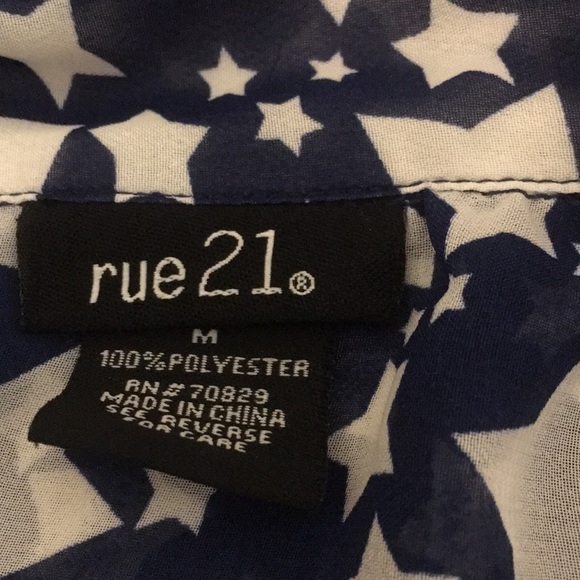 rue21®
M
100%POLYESTER
RN#70829
MADE IN CHINA
SEE REVERSE
FOR CARE